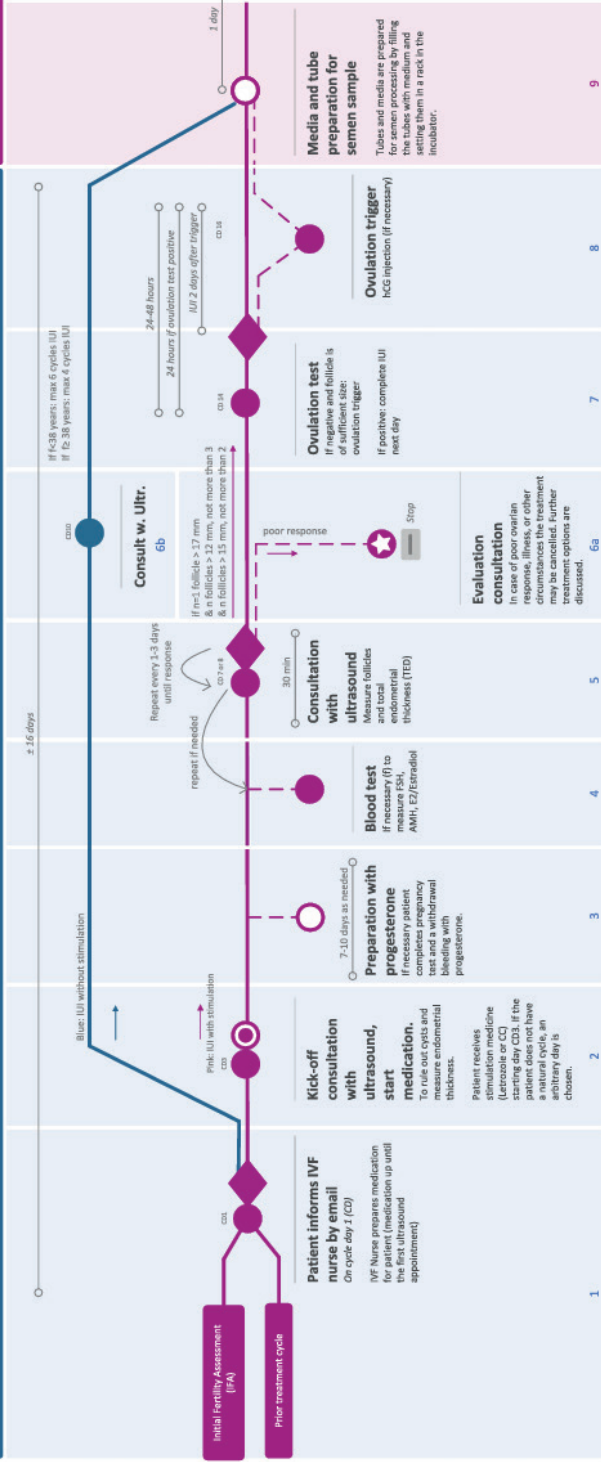 ± 16 days
If f<38 years: max 6 cycles IUI
If f≥ 38 years: max 4 cycles IUI
Blue: IUI without stimulation
Pink: IUI with stimulation
Initial Fertility Assessment
(IFA)
Prior treatment cycle
CD1
Patient informs IVF
nurse by email
On cycle day 1 (CD)
IVF Nurse prepares medication
for patient (medication up until
the first ultrasound
appointment)
1
CD3
Kick-off
consultation
with
ultrasound,
start
medication.
To rule out cysts and
measure endometrial
thickness.
Patient receives
stimulation medicine
(Letrozole or CC)
starting day CD3. If the
patient does not have
a natural cycle, an
arbitrary day is
chosen.
2
7-10 days as needed
Preparation with
progesterone
If necessary patient
completes pregnancy
test and a withdrawal
bleeding with
progesterone.
3
repeat if needed
Blood test
If necessary (f) to
measure FSH,
AMH, E2/Estradiol
4
Repeat every 1-3 days
until response
CD 7 or 8
30 min
Consultation
with
ultrasound
Measure follicles
and total
endometrial
thickness (TED)
5
CD10
Consult w. Ultr.
6b
If n=1 follicle > 17 mm
& n follicles > 12 mm, not more than 3
& n follicles > 15 mm, not more than 2
poor response
Stop
Evaluation
consultation
In case of poor ovarian
response, illness, or other
circumstances the treatment
may be cancelled. Further
treatment options are
discussed.
6a
24-48 hours
24 hours if ovulation test positive
IUI 2 days after trigger
CD 14
Ovulation test
If negative and follicle is
of sufficient size:
ovulation trigger
If positive: complete IUI
next day
7
CD 16
Ovulation trigger
hCG injection (if necessary)
8
1 day
Media and tube
preparation for
semen sample
Tubes and media are prepared
for semen processing by filling
the tubes with medium and
setting them in a rack in the
incubator.
9